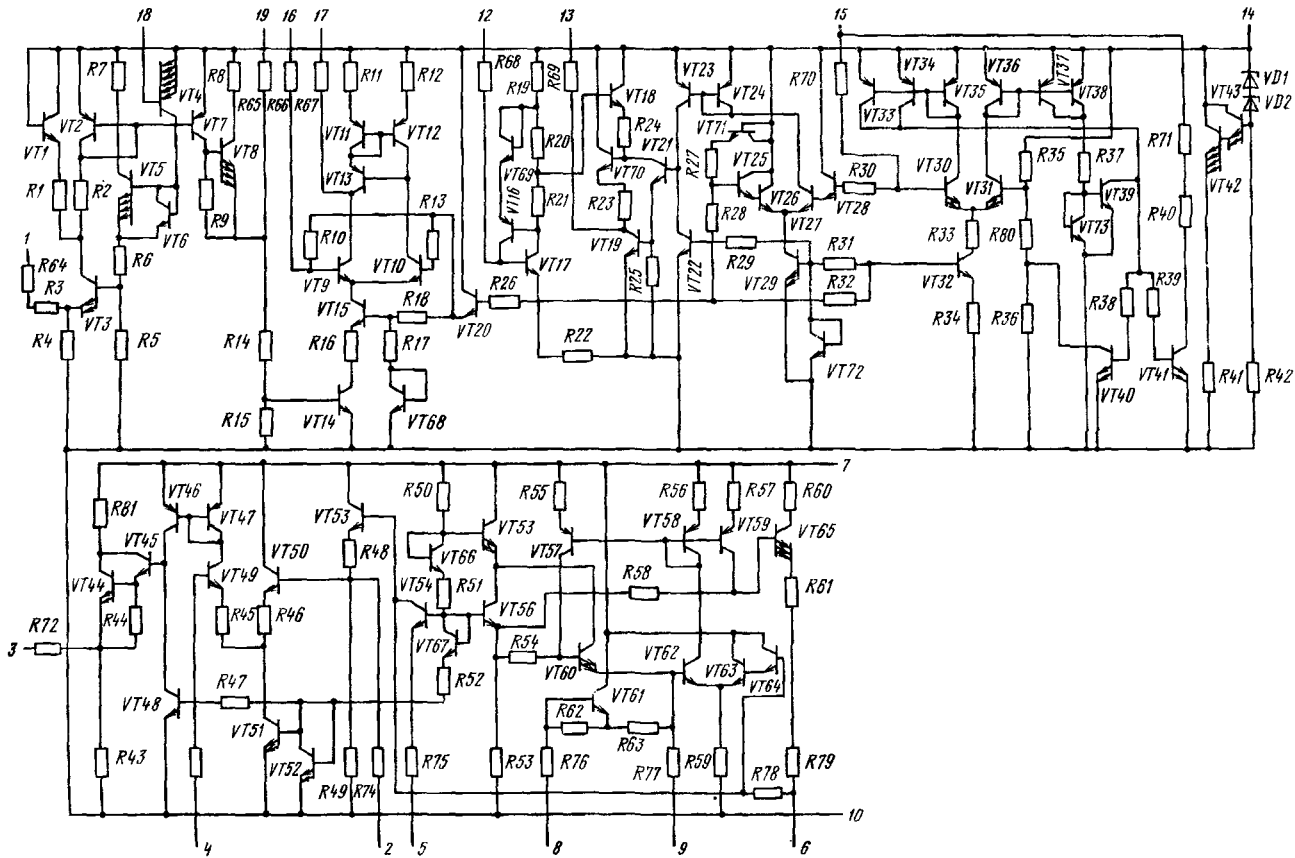 18 19 16 17 12 13 15 14
R7 VT4 R8 R65 R66 R67 R11 R12 R68 R19 R69 VT18 VT23 VT24 R70 VT34 VT36 VT37 VT43 VD1
VD2
VT2 VT7 VT11 VT12 R24 VT35 VT38
VT1 VT5 VT8 VT13 R20 VT21 VT71 VT33 R71
VT69 VT70 R27 VT25 VT30 R35 R37
R1 R2 R9 VT16 R21 R23 VT26 R30 VT31 VT39 VT42
VT6 R13 R28 VT27 VT28 R40
1 R10 VT19 R33 R80 VT73
R64 R6 VT9 VT10 VT17 R25 VT22 R29 VT29 R31 VT32 R39
R3 VT3 VT15 R18 R26 R32 R38
R4 R5 R14 R16 R17 VT20 R22 R34 R36 VT41 R41 R42
VT72 VT40
R15 VT14 VT68
7
R81 VT46 VT47 VT53 R50 R55 R56 R57 R60
VT45 VT50 R48 VT53 VT58 VT59 VT65
VT44 VT49 VT66 VT57
R44 R45 R46 VT54 R51 VT56 R58 R61
R72 VT67 R54 VT62 VT63
3 VT60 VT64
R52
VT48 R47 VT61
VT51 R62 R63
R43 VT52 R49 R74 R75 R53 R76 R77 R59 R78 R79
10
4 2 5 8 9 6